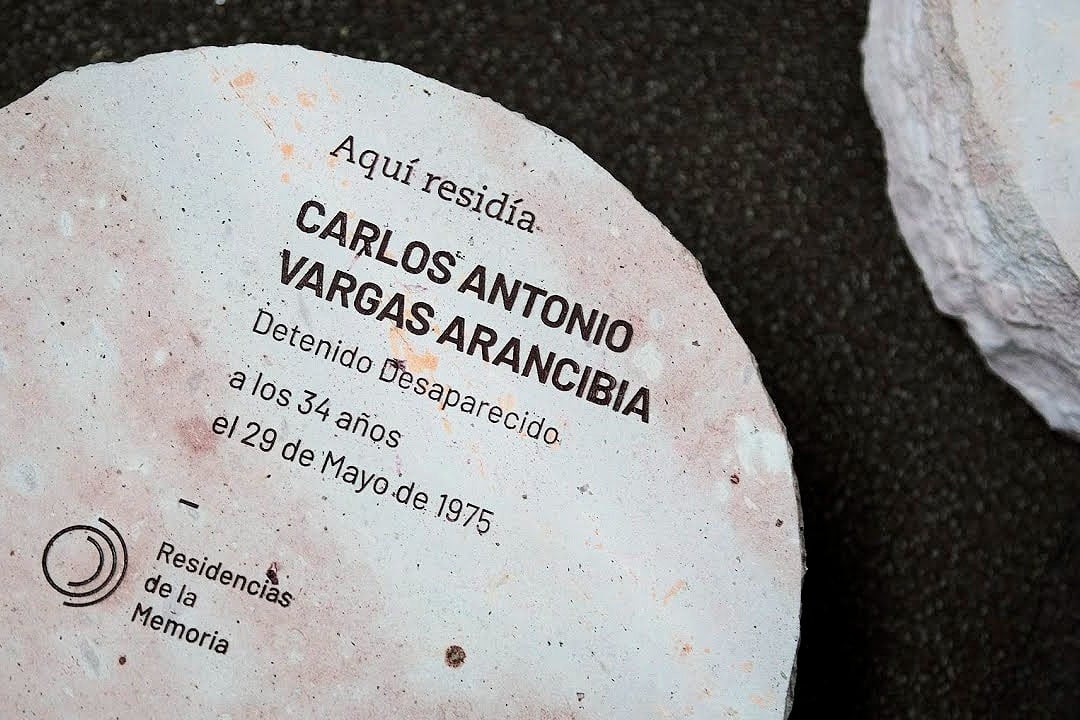 Aquí residía
CARLOS ANTONIO
VARGAS ARANCIBIA
Detenido Desaparecido
a los 34 años
el 29 de Mayo de 1975
Residencias
de la
Memoria